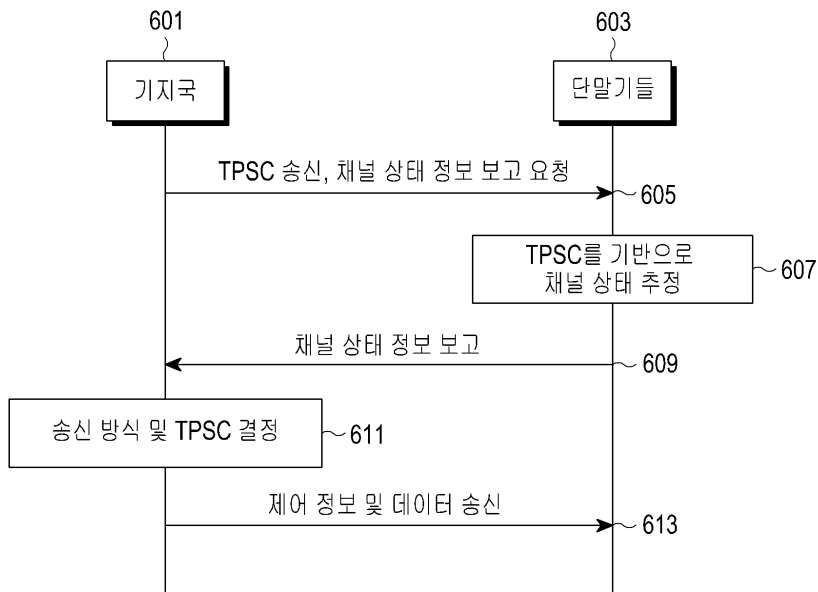 601
603
기지국
단말기들
TPSC 송신, 채널 상태 정보 보고 요청
605
TPSC를 기반으로
채널 상태 추정
607
채널 상태 정보 보고
609
송신 방식 및 TPSC 결정
611
제어 정보 및 데이터 송신
613